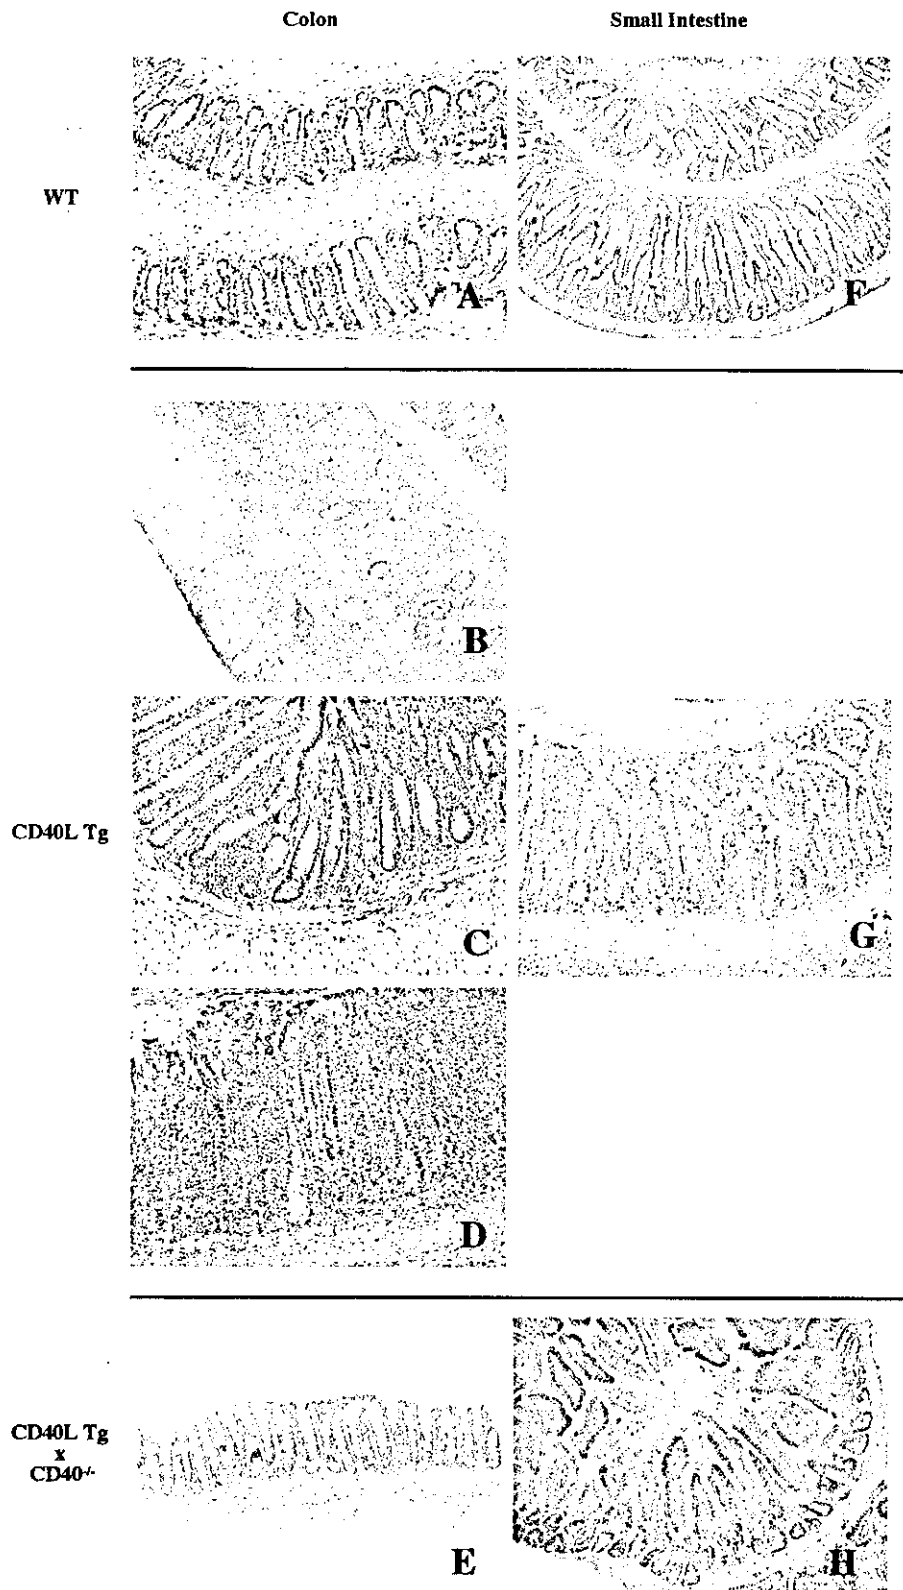 Colon
Small Intestine
WT
A
F
B
CD40L Tg
C
G
D
CD40L Tg
x
CD40-/-
E
H